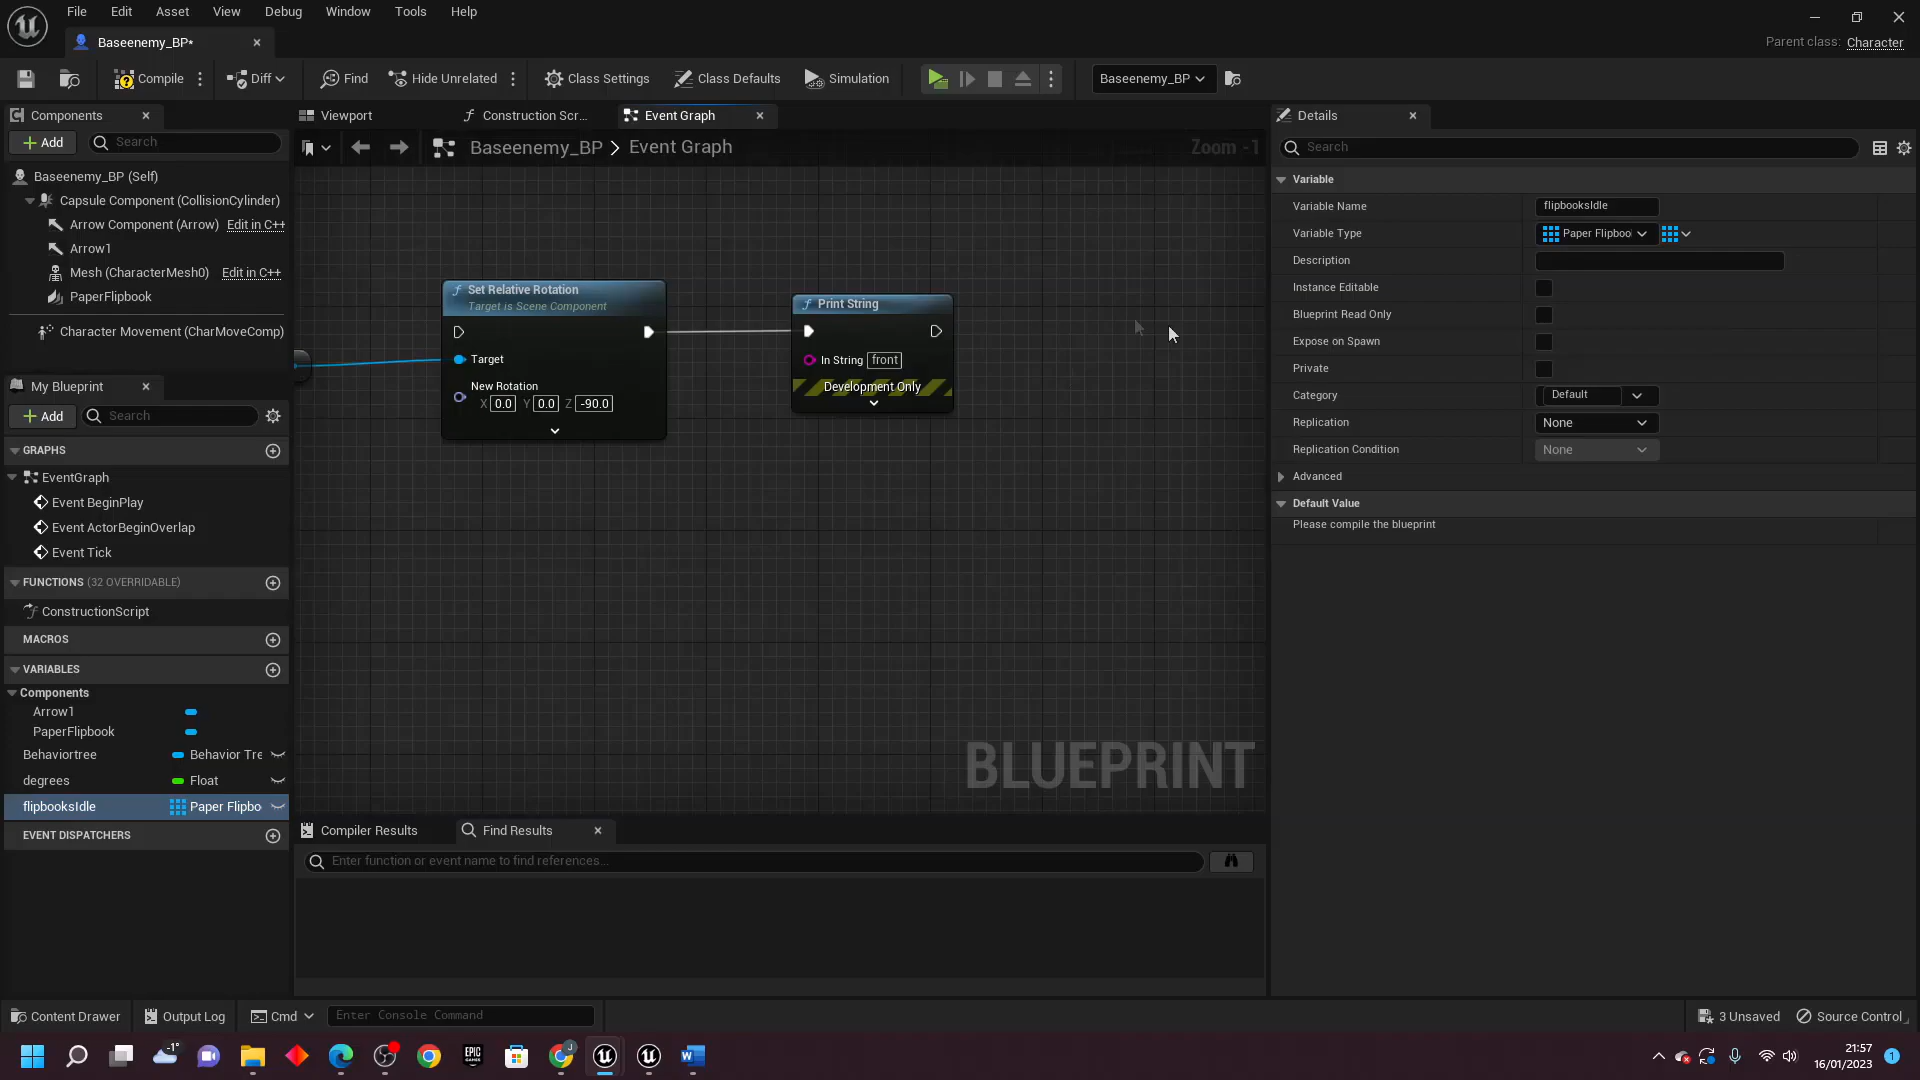 File Edit Asset View Debug Window Tools Help
Baseenemy_BP*
Parent class: Character
Compile Diff Find Hide Unrelated Class Settings Class Defaults Simulation Baseenemy_BP
Components
Add Search
Baseenemy_BP (Self)
Capsule Component (CollisionCylinder)
Arrow Component (Arrow) Edit in C++
Arrow1
Mesh (CharacterMesh0) Edit in C++
PaperFlipbook
Character Movement (CharMoveComp)
My Blueprint
Add Search
GRAPHS
EventGraph
Event BeginPlay
Event ActorBeginOverlap
Event Tick
FUNCTIONS (32 OVERRIDABLE)
ConstructionScript
MACROS
VARIABLES
Components
Arrow1
PaperFlipbook
Behaviortree Behavior Tre
degrees Float
flipbooksIdle Paper Flipbo
EVENT DISPATCHERS
Viewport Construction Scr... Event Graph
Baseenemy_BP > Event Graph Zoom -1
Set Relative Rotation
Target is Scene Component
Target
New Rotation
X 0.0 Y 0.0 Z -90.0
Print String
In String front
Development Only
BLUEPRINT
Compiler Results Find Results
Enter function or event name to find references...
Details
Search
Variable
Variable Name flipbooksIdle
Variable Type Paper Flipboo
Description
Instance Editable
Blueprint Read Only
Expose on Spawn
Private
Category Default
Replication None
Replication Condition None
Advanced
Default Value
Please compile the blueprint
Content Drawer Output Log Cmd Enter Console Command 3 Unsaved Source Control
-1°
EPIC GAMES
J
W
21:57
16/01/2023
1